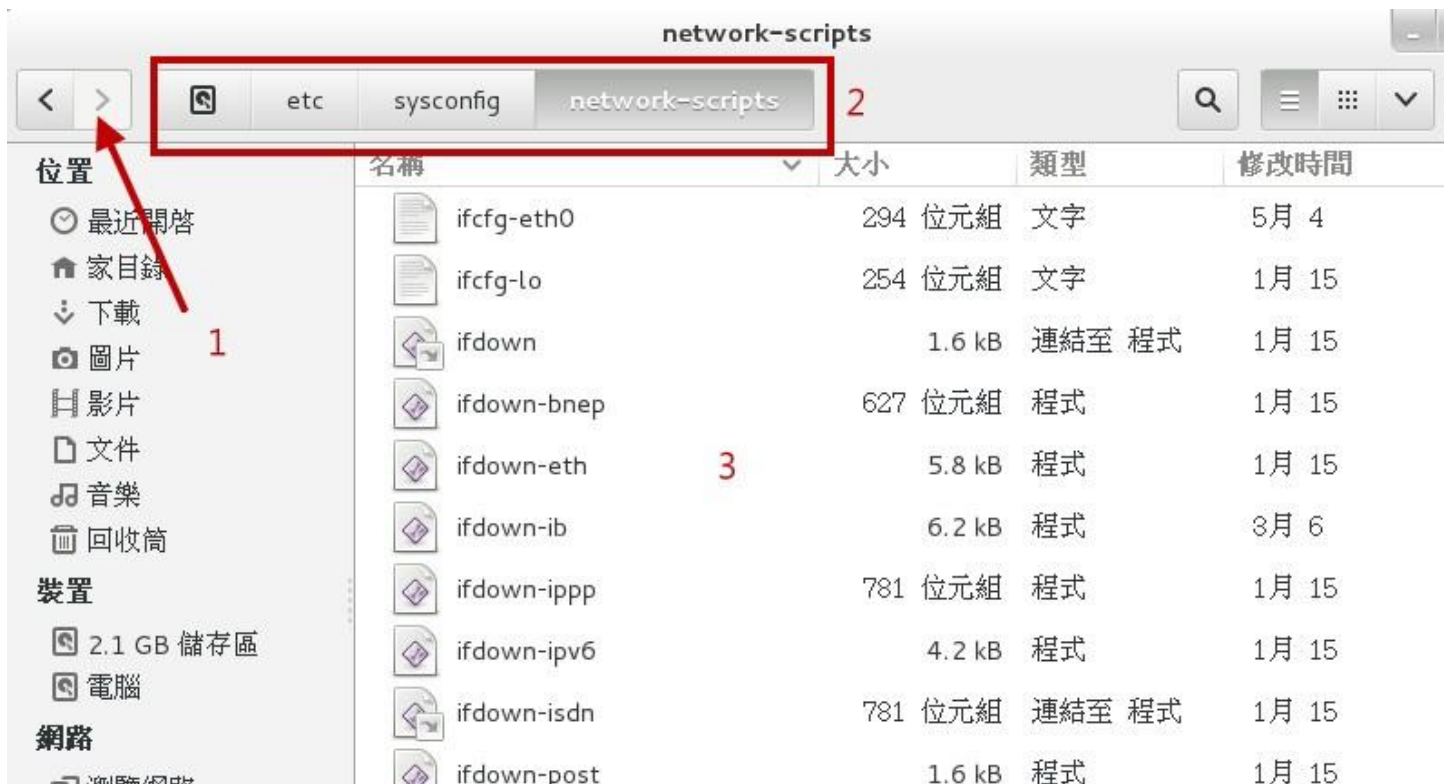 network-scripts
etc sysconfig network-scripts 2
位置 名稱 大小 類型 修改時間
最近開啓 ifcfg-eth0 294 位元組 文字 5月 4
家目錄 ifcfg-lo 254 位元組 文字 1月 15
下載 ifdown 1.6 kB 連結至 程式 1月 15
1
圖片
影片 ifdown-bnep 627 位元組 程式 1月 15
文件 ifdown-eth 3 5.8 kB 程式 1月 15
音樂
回收筒 ifdown-ib 6.2 kB 程式 3月 6
裝置 ifdown-ippp 781 位元組 程式 1月 15
2.1 GB 儲存區 ifdown-ipv6 4.2 kB 程式 1月 15
電腦
網路 ifdown-isdn 781 位元組 連結至 程式 1月 15
瀏覽網路 ifdown-post 1.6 kB 程式 1月 15